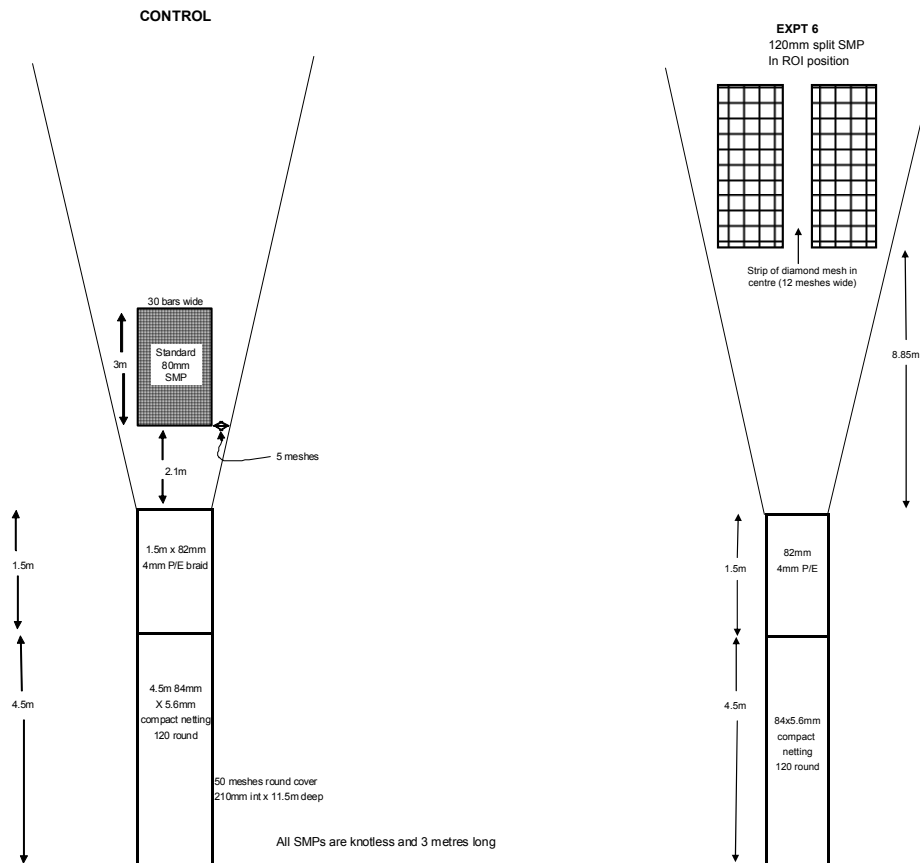 CONTROL
30 bars wide
3m
Standard
80mm
SMP
5 meshes
2.1m
1.5m
1.5m x 82mm
4mm P/E braid
4.5m
4.5m 84mm
X 5.6mm
compact netting
120 round
50 meshes round cover
210mm int x 11.5m deep
All SMPs are knotless and 3 metres long
EXPT 6
120mm split SMP
In ROI position
Strip of diamond mesh in
centre (12 meshes wide)
8.85m
1.5m
82mm
4mm P/E
4.5m
84x5.6mm
compact
netting
120 round